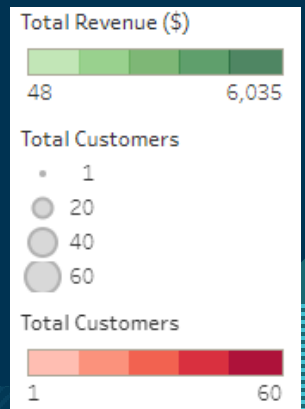 Total Revenue ($)
48 6,035
Total Customers
1
20
40
60
Total Customers
1 60